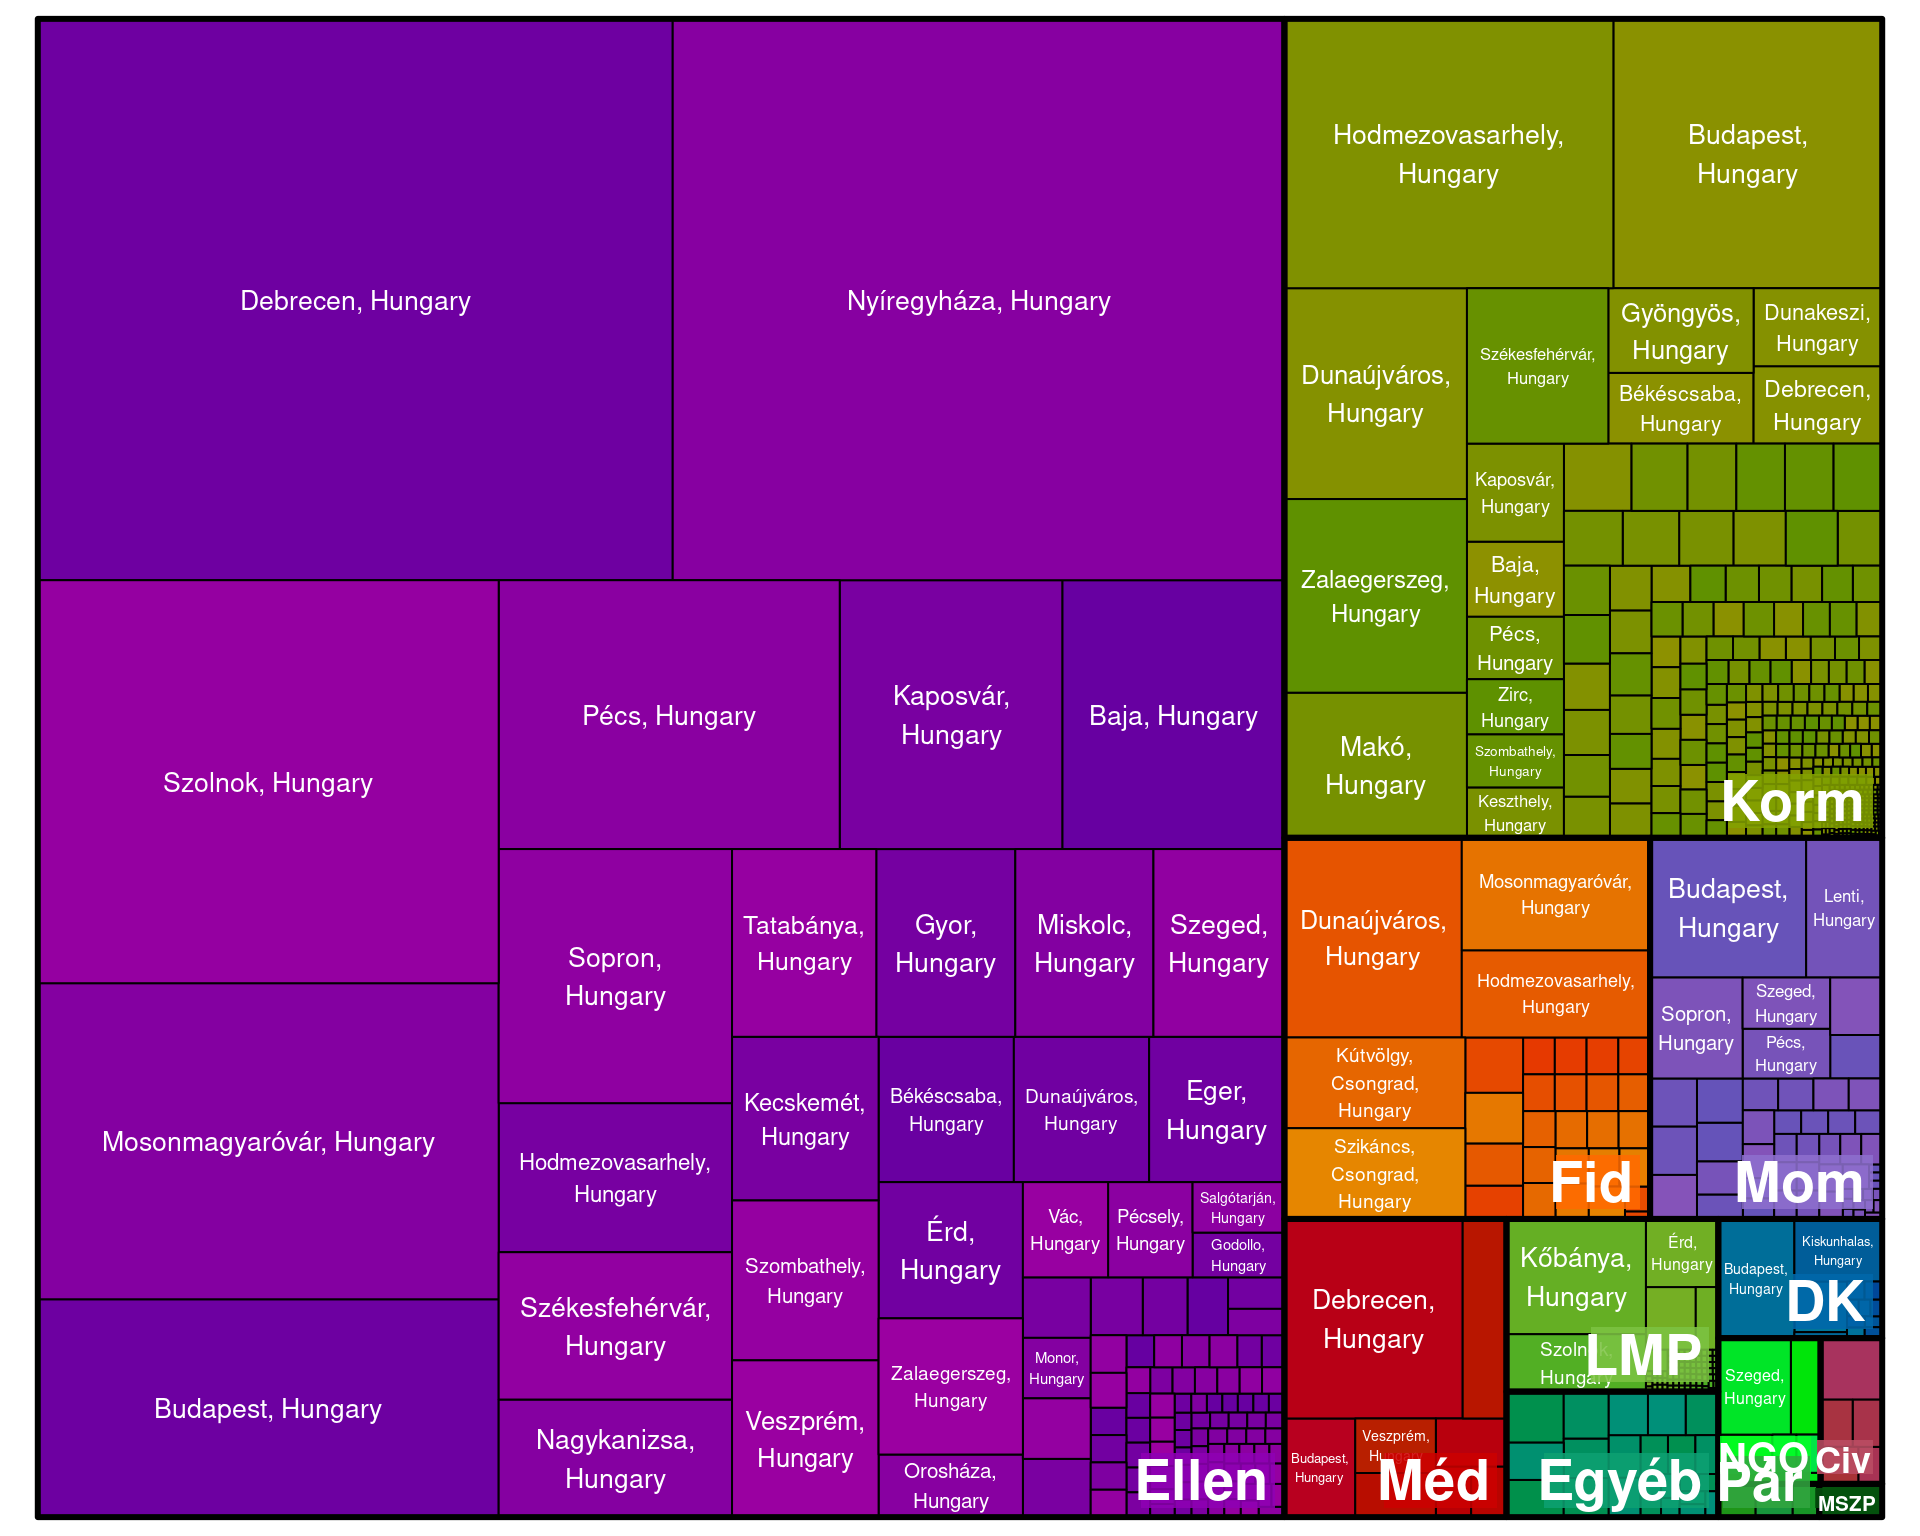 Debrecen, Hungary
Nyíregyháza, Hungary
Szolnok, Hungary
Mosonmagyaróvár, Hungary
Budapest, Hungary
Pécs, Hungary
Kaposvár,
Hungary
Baja, Hungary
Sopron,
Hungary
Hodmezovasarhely,
Hungary
Székesfehérvár,
Hungary
Nagykanizsa,
Hungary
Tatabánya,
Hungary
Gyor,
Hungary
Miskolc,
Hungary
Szeged,
Hungary
Kecskemét,
Hungary
Szombathely,
Hungary
Veszprém,
Hungary
Békéscsaba,
Hungary
Dunaújváros,
Hungary
Eger,
Hungary
Érd,
Hungary
Zalaegerszeg,
Hungary
Orosháza,
Hungary
Vác,
Hungary
Pécsely,
Hungary
Salgótarján,
Hungary
Godollo,
Hungary
Monor,
Hungary
Ellen
Hodmezovasarhely,
Hungary
Budapest,
Hungary
Dunaújváros,
Hungary
Zalaegerszeg,
Hungary
Makó,
Hungary
Székesfehérvár,
Hungary
Gyöngyös,
Hungary
Dunakeszi,
Hungary
Békéscsaba,
Hungary
Debrecen,
Hungary
Kaposvár,
Hungary
Baja,
Hungary
Pécs,
Hungary
Zirc,
Hungary
Szombathely,
Hungary
Keszthely,
Hungary
Korm
Dunaújváros,
Hungary
Mosonmagyaróvár,
Hungary
Hodmezovasarhely,
Hungary
Kútvölgy,
Csongrad,
Hungary
Szikáncs,
Csongrad,
Hungary
Fid
Budapest,
Hungary
Lenti,
Hungary
Sopron,
Hungary
Szeged,
Hungary
Pécs,
Hungary
Mom
Debrecen,
Hungary
Budapest,
Hungary
Veszprém,
Hungary
Méd
Kőbánya,
Hungary
Érd,
Hungary
Szolnok,
Hungary
LMP
Egyéb
Budapest,
Hungary
Kiskunhalas,
Hungary
DK
Szeged,
Hungary
NGO
Civ
Pár
MSZP